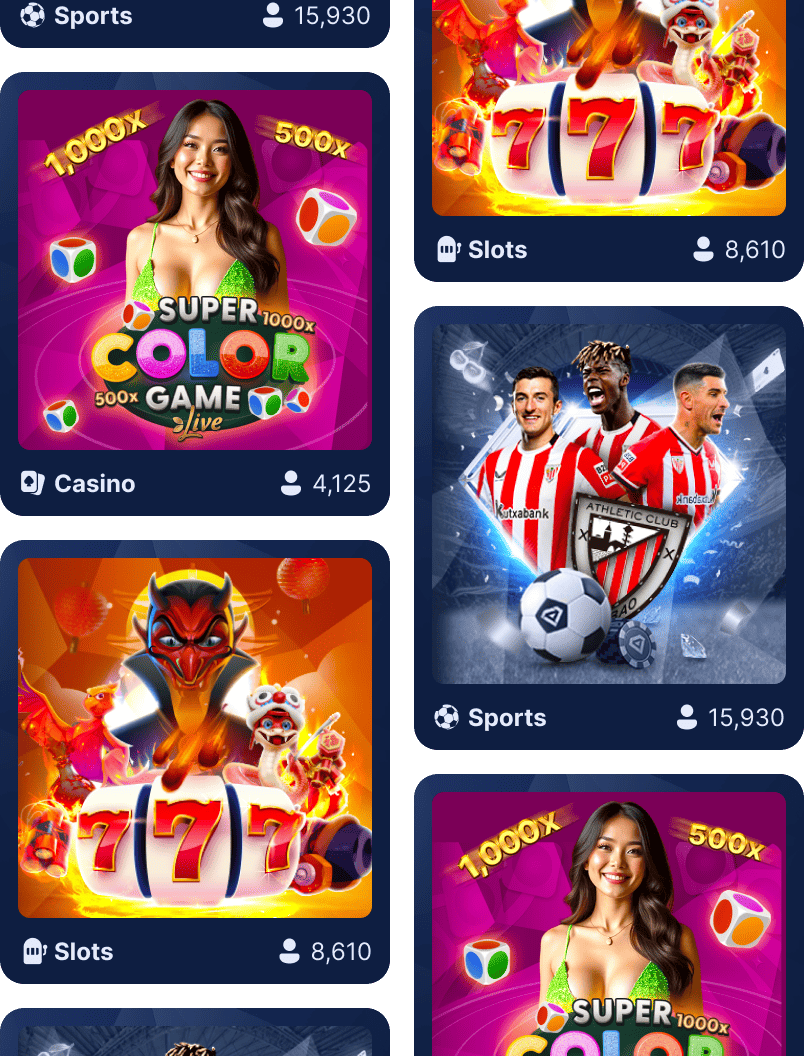 Sports 15,930
1,000x
500x
SUPER
1000x
COLOR
500x GAME
Live
Casino 4,125
777
Slots 8,610
777
Slots 8,610
Kutxabank
ATHLETIC CLUB
Sports 15,930
1,000x
500x
SUPER
1000x
COLOR